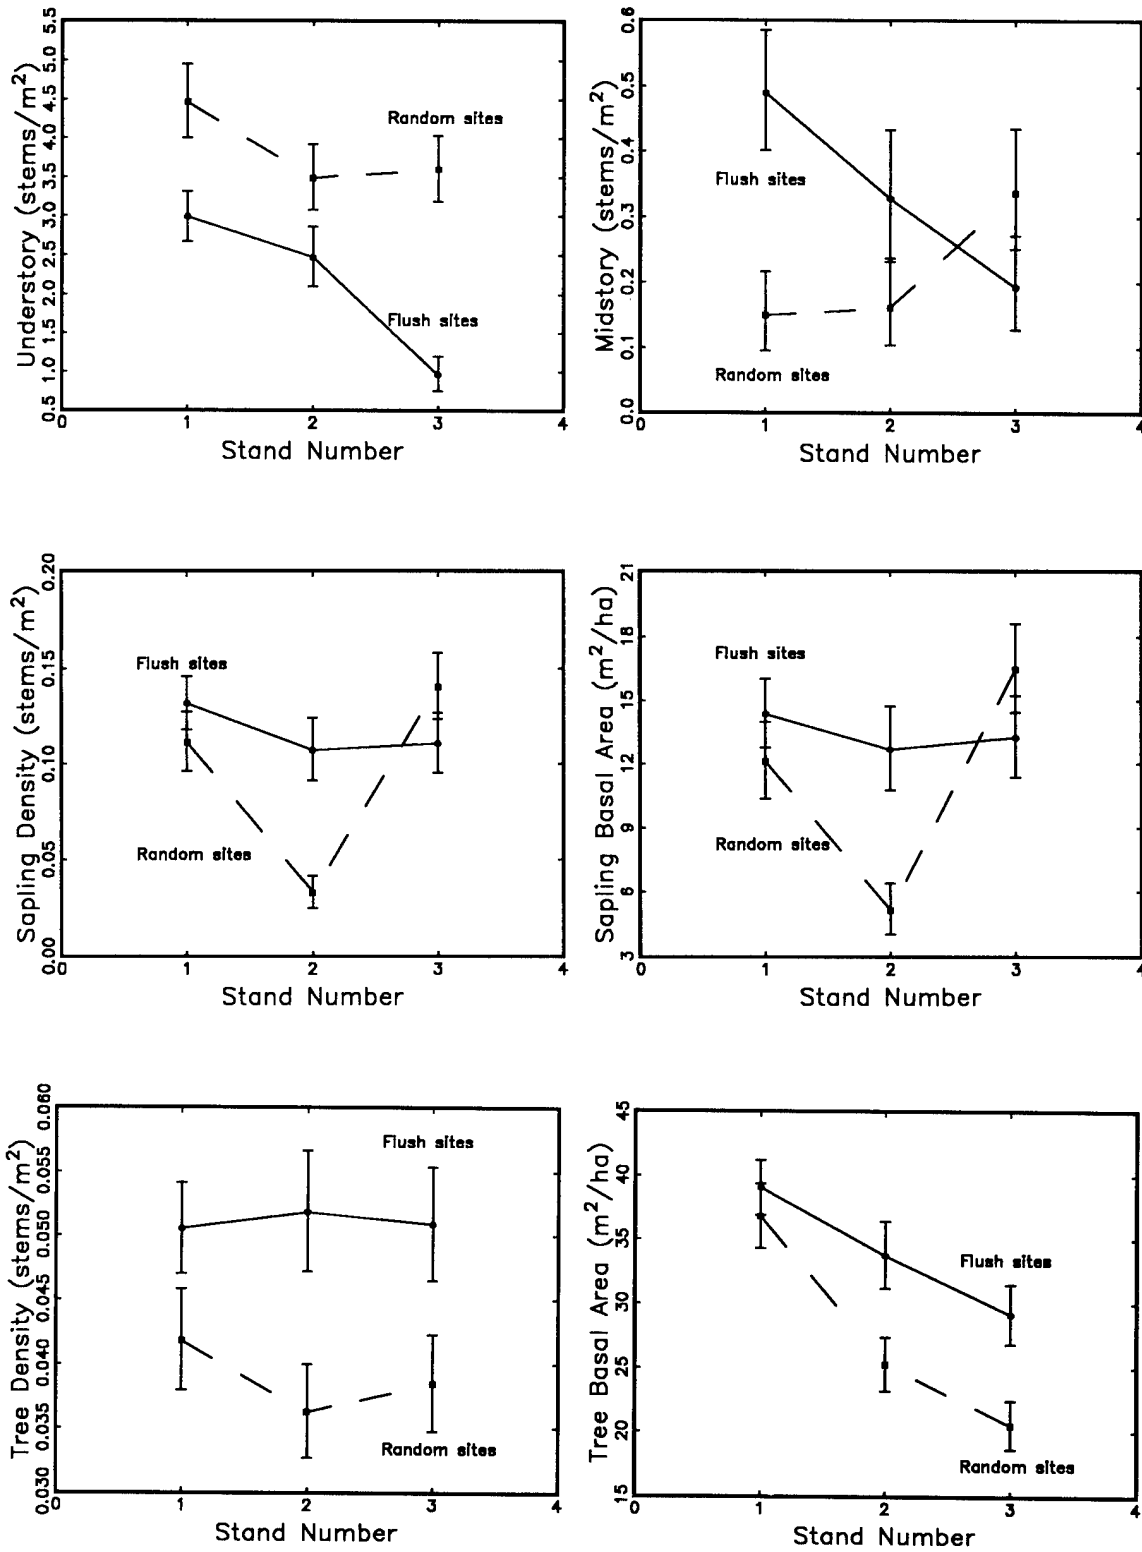 Understory (stems/m²)
5.5
5.0
4.5
4.0
3.5
3.0
2.5
2.0
1.5
1.0
0.5
Random sites
Flush sites
0 1 2 3 4
Stand Number
Midstory (stems/m²)
0.6
0.5
0.4
0.3
0.2
0.1
0.0
Flush sites
Random sites
0 1 2 3 4
Stand Number
Sapling Density (stems/m²)
0.20
0.15
0.10
0.05
0.00
Flush sites
Random sites
0 1 2 3 4
Stand Number
Sapling Basal Area (m²/ha)
21
18
15
12
9
6
3
Flush sites
Random sites
0 1 2 3 4
Stand Number
Tree Density (stems/m²)
0.060
0.055
0.050
0.045
0.040
0.035
0.030
Flush sites
Random sites
0 1 2 3 4
Stand Number
Tree Basal Area (m²/ha)
45
40
35
30
25
20
15
Flush sites
Random sites
0 1 2 3 4
Stand Number